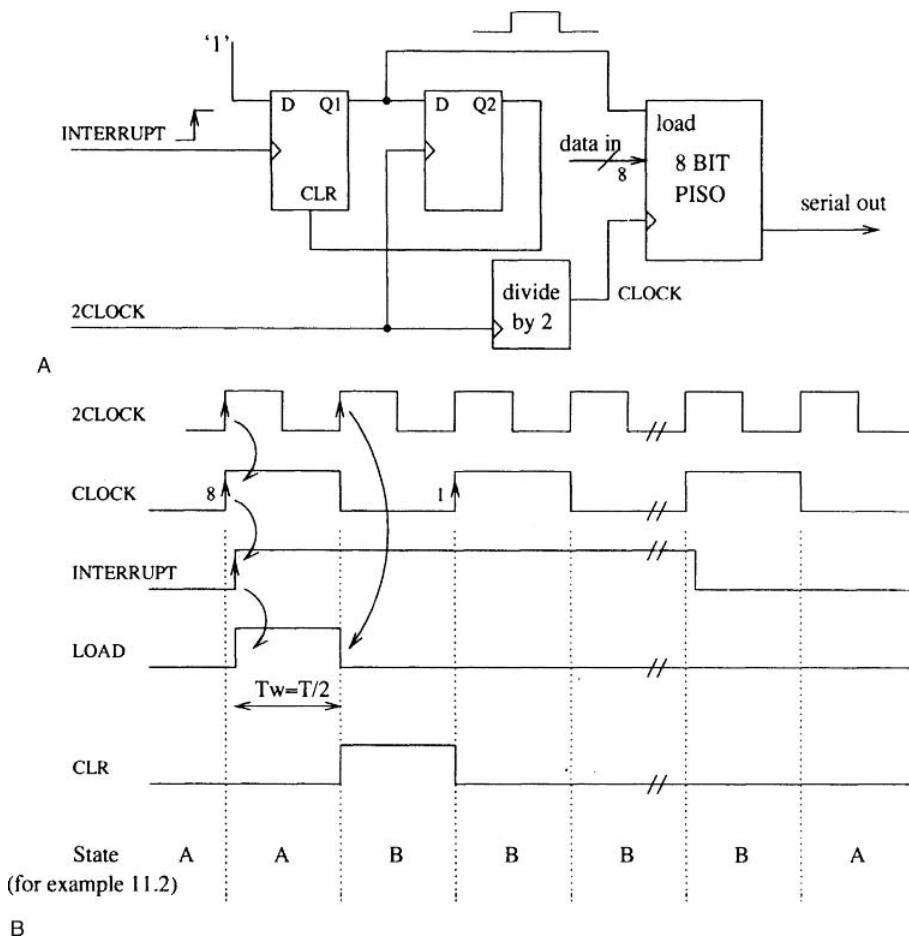 '1'
D Q1
D Q2
INTERRUPT
CLR
load
data in
8
8 BIT
PISO
serial out
divide
by 2
CLOCK
2CLOCK
A
2CLOCK
CLOCK
8
1
INTERRUPT
LOAD
Tw=T/2
CLR
State A A B B B B A
(for example 11.2)
B